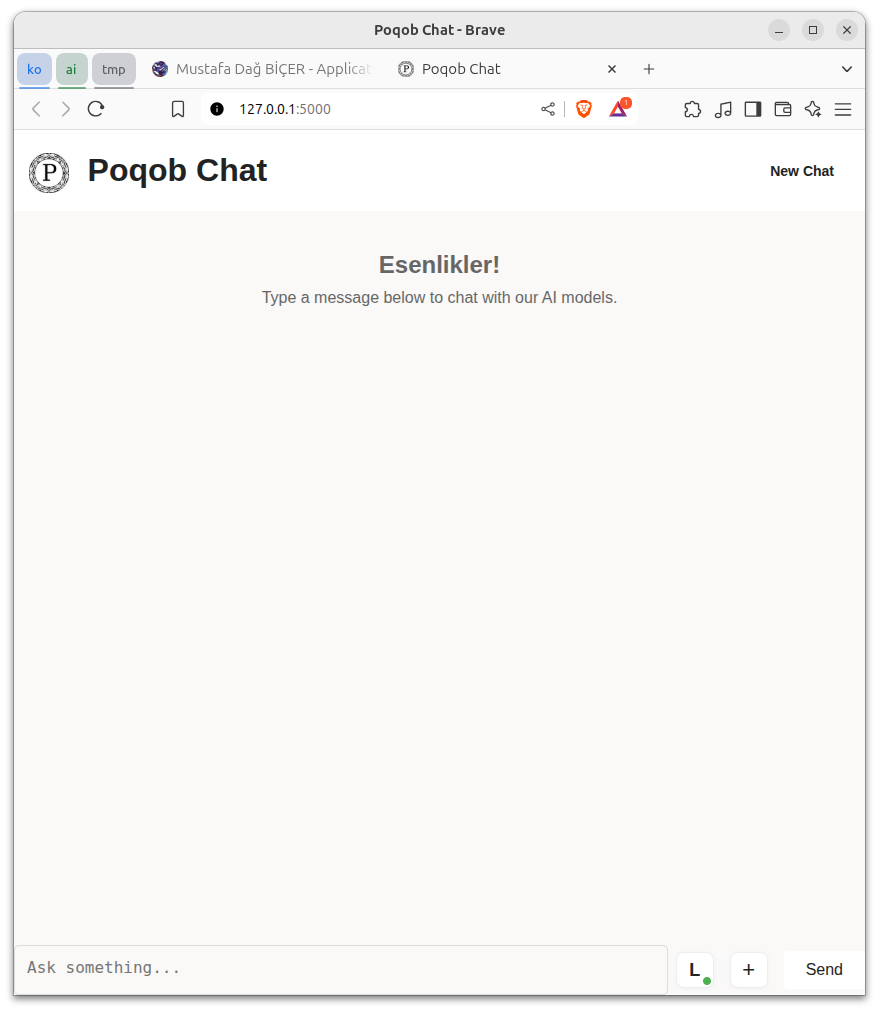 Poqob Chat - Brave
ko ai tmp Mustafa Dağ BİÇER - Applicat Poqob Chat
127.0.0.1:5000 1
P Poqob Chat New Chat
Esenlikler!
Type a message below to chat with our AI models.
Ask something... L + Send